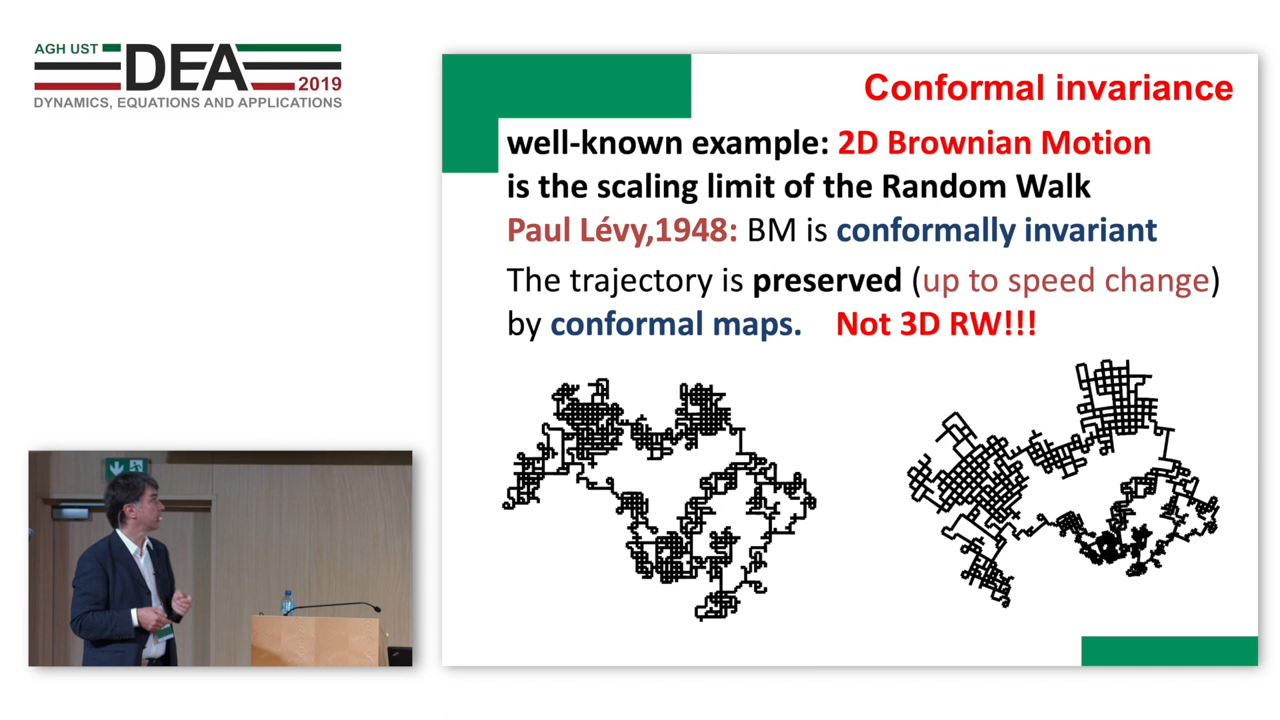 AGH UST
DEA
2019
DYNAMICS, EQUATIONS AND APPLICATIONS
Conformal invariance
well-known example: 2D Brownian Motion
is the scaling limit of the Random Walk
Paul Lévy,1948: BM is conformally invariant
The trajectory is preserved (up to speed change)
by conformal maps. Not 3D RW!!!